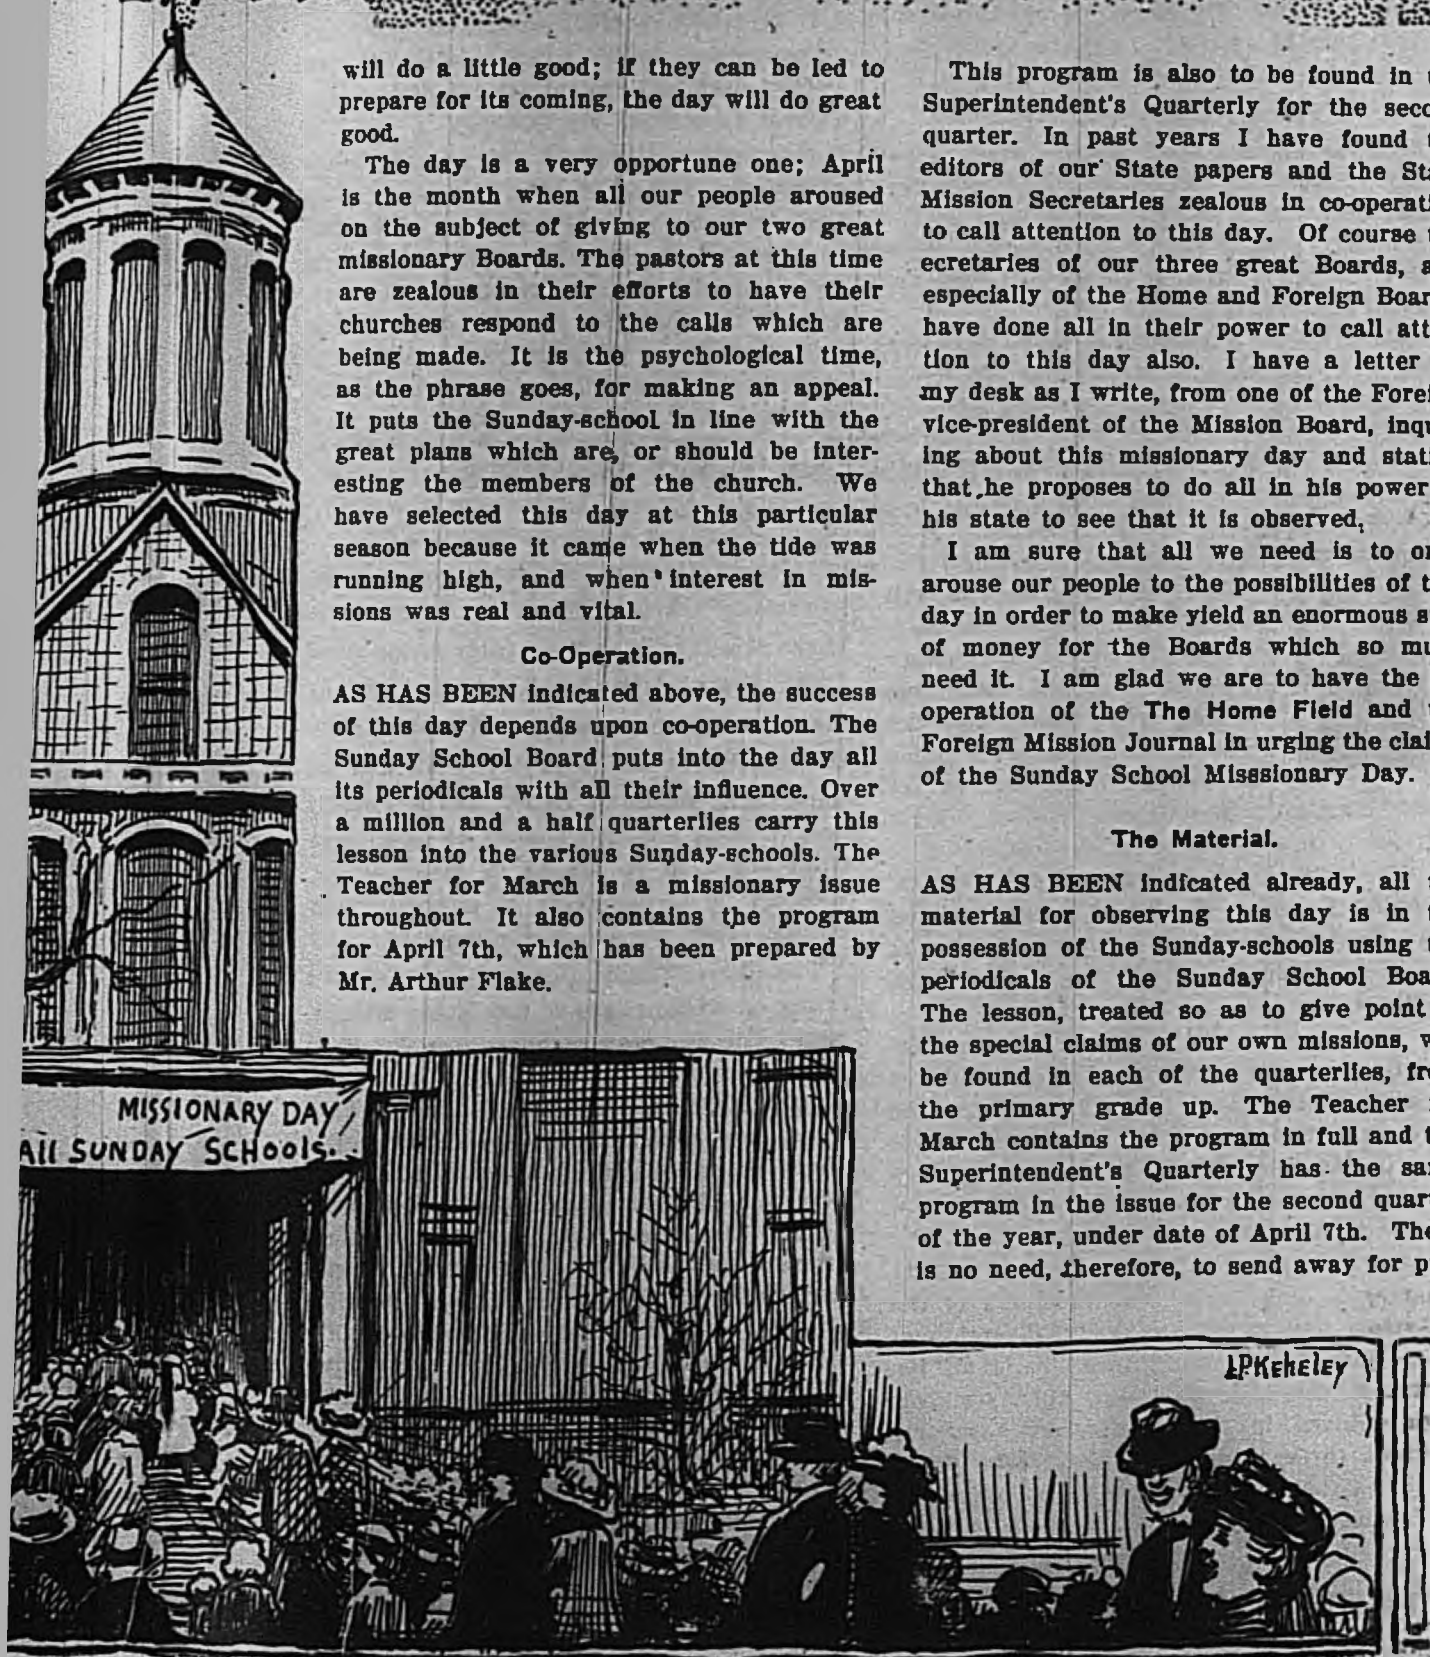 will do a little good; if they can be led to
prepare for its coming, the day will do great
good.
The day is a very opportune one; April
is the month when all our people aroused
on the subject of giving to our two great
missionary Boards. The pastors at this time
are zealous in their efforts to have their
churches respond to the calls which are
being made. It is the psychological time,
as the phrase goes, for making an appeal.
It puts the Sunday-school in line with the
great plans which are, or should be inter-
esting the members of the church. We
have selected this day at this particular
season because it came when the tide was
running high, and when interest in mis-
sions was real and vital.
Co-Operation.
AS HAS BEEN indicated above, the success
of this day depends upon co-operation. The
Sunday School Board puts into the day all
its periodicals with all their influence. Over
a million and a half quarterlies carry this
lesson into the various Sunday-schools. The
Teacher for March is a missionary issue
throughout. It also contains the program
for April 7th, which has been prepared by
Mr. Arthur Flake.
This program is also to be found in
Superintendent's Quarterly for the seco
quarter. In past years I have found
editors of our State papers and the Sta
Mission Secretaries zealous in co-operati
to call attention to this day. Of course
ecretaries of our three great Boards, a
especially of the Home and Foreign Boar
have done all in their power to call att
tion to this day also. I have a letter
my desk as I write, from one of the Forei
vice-president of the Mission Board, inqu
ing about this missionary day and stati
that he proposes to do all in his power
his state to see that it is observed,
I am sure that all we need is to on
arouse our people to the possibilities of t
day in order to make yield an enormous s
of money for the Boards which so mu
need it. I am glad we are to have the
operation of the The Home Field and
Foreign Mission Journal in urging the clai
of the Sunday School Misssionary Day.
The Material.
AS HAS BEEN indicated already, all
material for observing this day is in
possession of the Sunday-schools using t
periodicals of the Sunday School Boa
The lesson, treated so as to give point
the special claims of our own missions, w
be found in each of the quarterlies, fr
the primary grade up. The Teacher
March contains the program in full and t
Superintendent's Quarterly has the sa
program in the issue for the second quar
of the year, under date of April 7th. The
is no need, therefore, to send away for p
MISSIONARY DAY
All SUNDAY SCHOOLS.